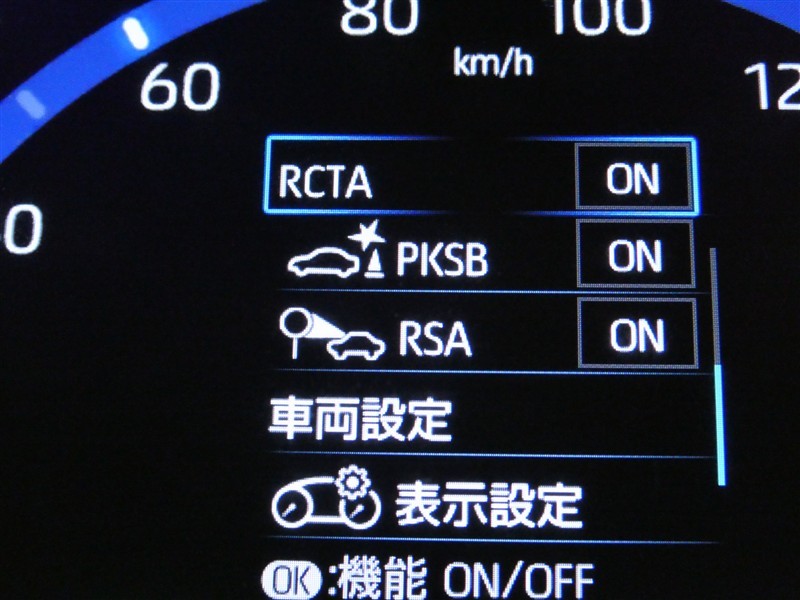 80 100
km/h
60 12
0
RCTA ON
PKSB ON
RSA ON
車両設定
表示設定
OK:機能 ON/OFF